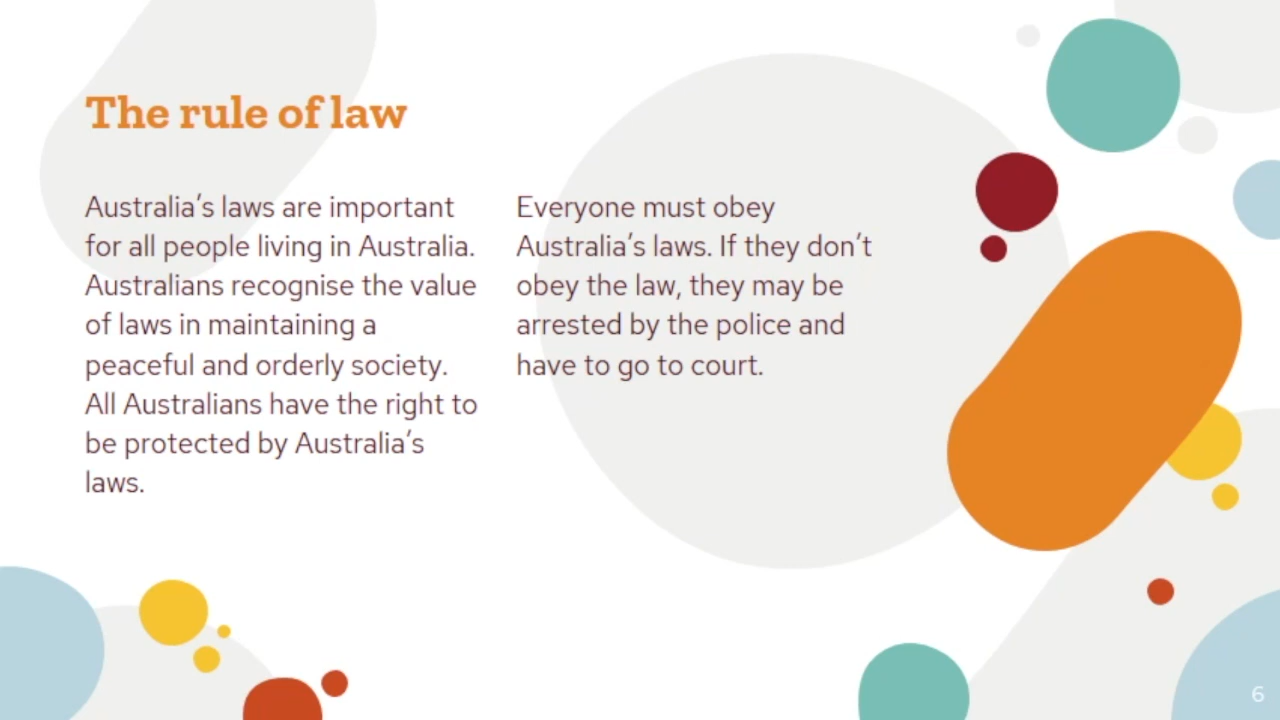 The rule of law
Australia’s laws are important
for all people living in Australia.
Australians recognise the value
of laws in maintaining a
peaceful and orderly society.
All Australians have the right to
be protected by Australia’s
laws.
Everyone must obey
Australia’s laws. If they don’t
obey the law, they may be
arrested by the police and
have to go to court.
6